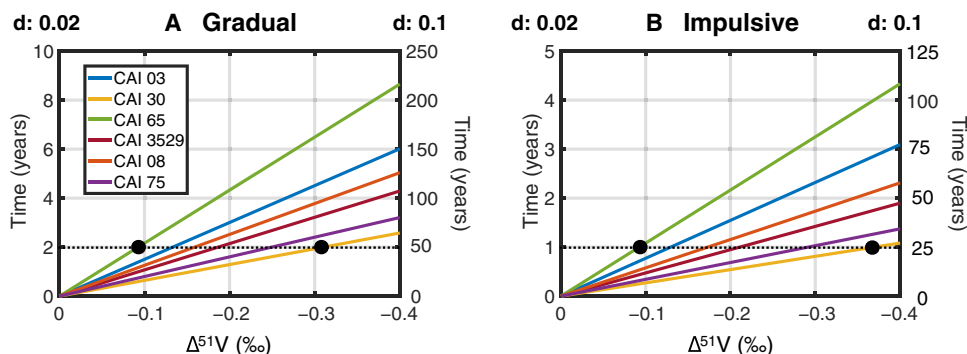 d: 0.02 A Gradual d: 0.1
10 250
8 200
6 150
4 100
2 50
0 0
Time (years)
Time (years)
CAI 03
CAI 30
CAI 65
CAI 3529
CAI 08
CAI 75
0 −0.1 −0.2 −0.3 −0.4
Δ⁵¹V (‰)
d: 0.02 B Impulsive d: 0.1
5 125
4 100
3 75
2 50
1 25
0 0
Time (years)
Time (years)
0 −0.1 −0.2 −0.3 −0.4
Δ⁵¹V (‰)